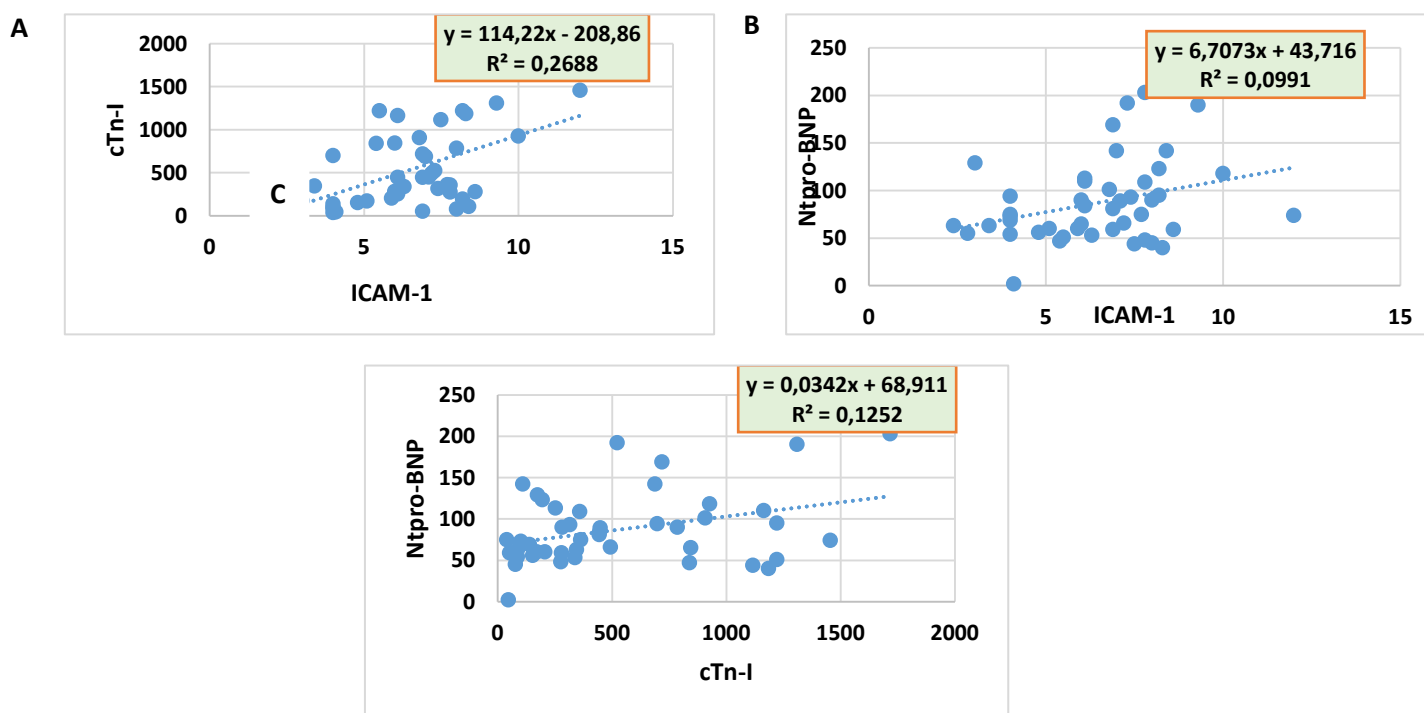 A
y = 114,22x - 208,86
R² = 0,2688
2000
1500
1000
500
0
cTn-I
C
0 5 10 15
ICAM-1
B
y = 6,7073x + 43,716
R² = 0,0991
250
200
150
100
50
0
Ntpro-BNP
0 5 10 15
ICAM-1
y = 0,0342x + 68,911
R² = 0,1252
250
200
150
100
50
0
Ntpro-BNP
0 500 1000 1500 2000
cTn-I